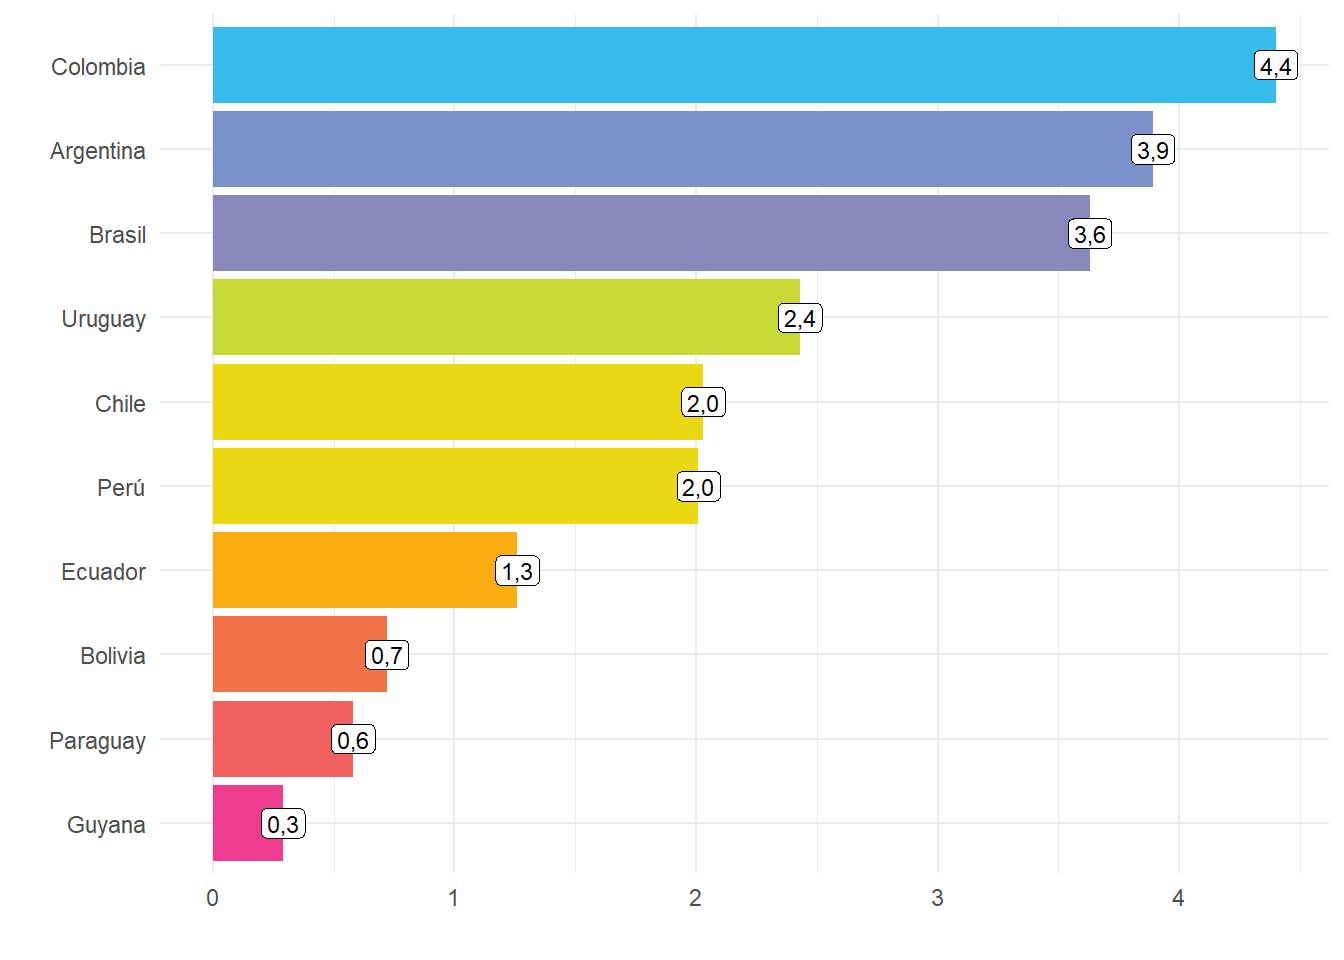 Colombia 4,4
Argentina 3,9
Brasil 3,6
Uruguay 2,4
Chile 2,0
Perú 2,0
Ecuador 1,3
Bolivia 0,7
Paraguay 0,6
Guyana 0,3
0 1 2 3 4